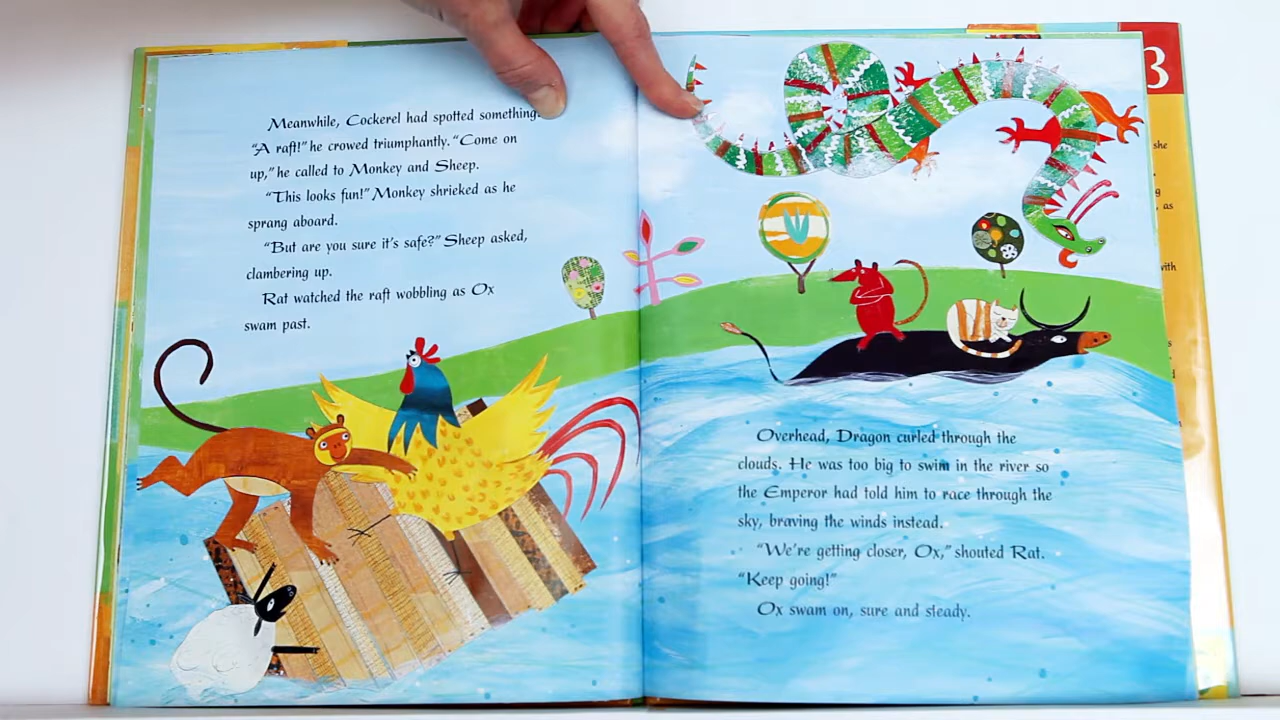 Meanwhile, Cockerel had spotted something.
“A raft!” he crowed triumphantly. “Come on
up,” he called to Monkey and Sheep.
“This looks fun!” Monkey shrieked as he
sprang aboard.
“But are you sure it’s safe?” Sheep asked,
clambering up.
Rat watched the raft wobbling as Ox
swam past.
Overhead, Dragon curled through the
clouds. He was too big to swim in the river so
the Emperor had told him to race through the
sky, braving the winds instead.
“We’re getting closer, Ox,” shouted Rat.
“Keep going!”
Ox swam on, sure and steady.
3
she
as
with